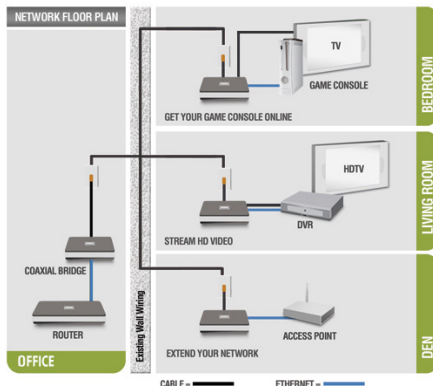 NETWORK FLOOR PLAN
TV
GAME CONSOLE
GET YOUR GAME CONSOLE ONLINE
BEDROOM
HDTV
DVR
STREAM HD VIDEO
LIVING ROOM
COAXIAL BRIDGE
ROUTER
OFFICE
Existing Wall Wiring
ACCESS POINT
EXTEND YOUR NETWORK
DEN
CABLE =
ETHERNET =